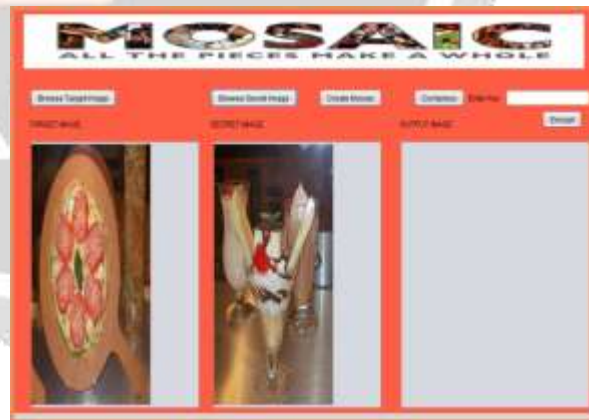 MOSAIC
ALL THE PIECES MAKE A WHOLE
Browse Target Image Browse Secret Image Create Mosaic Compress Enter Key
TARGET IMAGE SECRET IMAGE OUTPUT IMAGE Encrypt